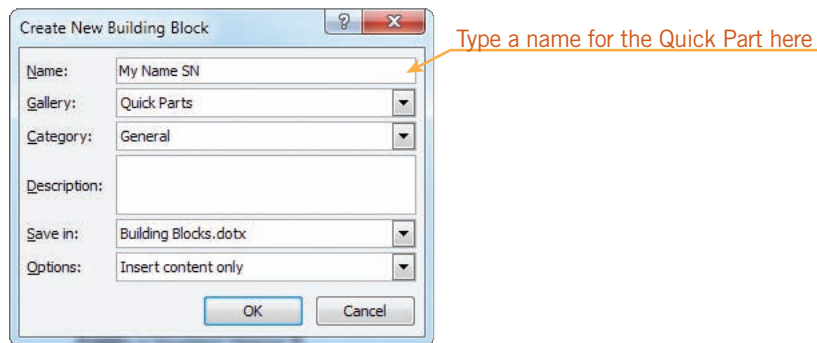 Create New Building Block
Type a name for the Quick Part here
Name: My Name SN
Gallery: Quick Parts
Category: General
Description:
Save in: Building Blocks.dotx
Options: Insert content only
OK Cancel